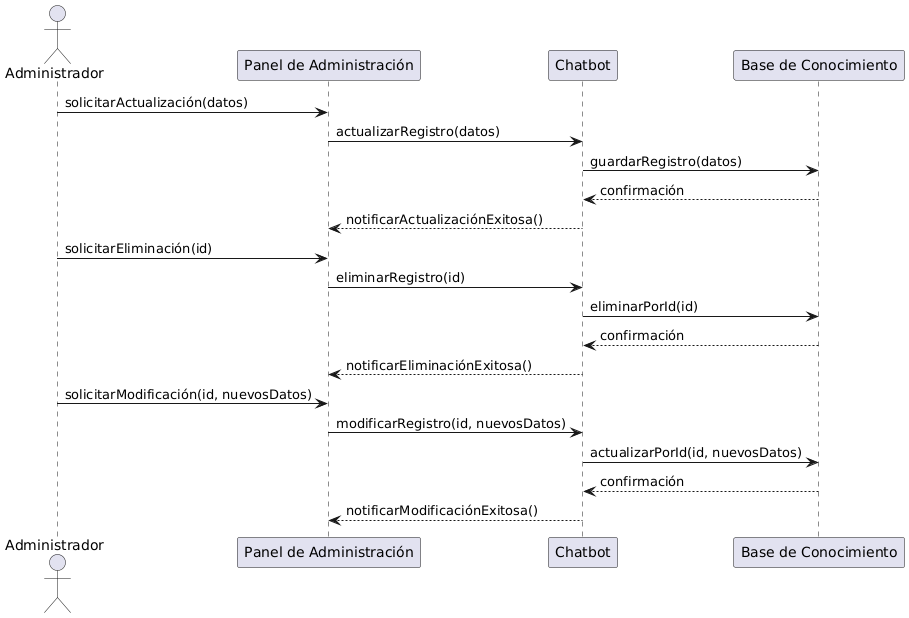 Administrador
Panel de Administración
Chatbot
Base de Conocimiento
solicitarActualización(datos)
actualizarRegistro(datos)
guardarRegistro(datos)
confirmación
notificarActualizaciónExitosa()
solicitarEliminación(id)
eliminarRegistro(id)
eliminarPorId(id)
confirmación
notificarEliminaciónExitosa()
solicitarModificación(id, nuevosDatos)
modificarRegistro(id, nuevosDatos)
actualizarPorId(id, nuevosDatos)
confirmación
notificarModificaciónExitosa()
Administrador
Panel de Administración
Chatbot
Base de Conocimiento